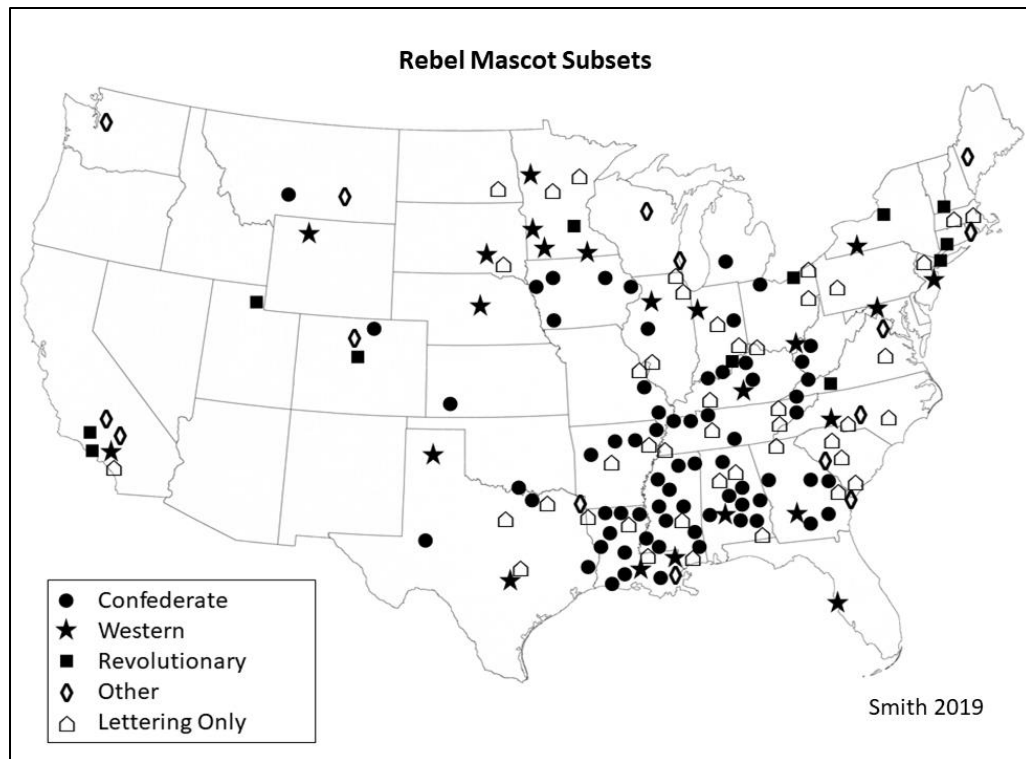 Rebel Mascot Subsets
Confederate
Western
Revolutionary
Other
Lettering Only
Smith 2019